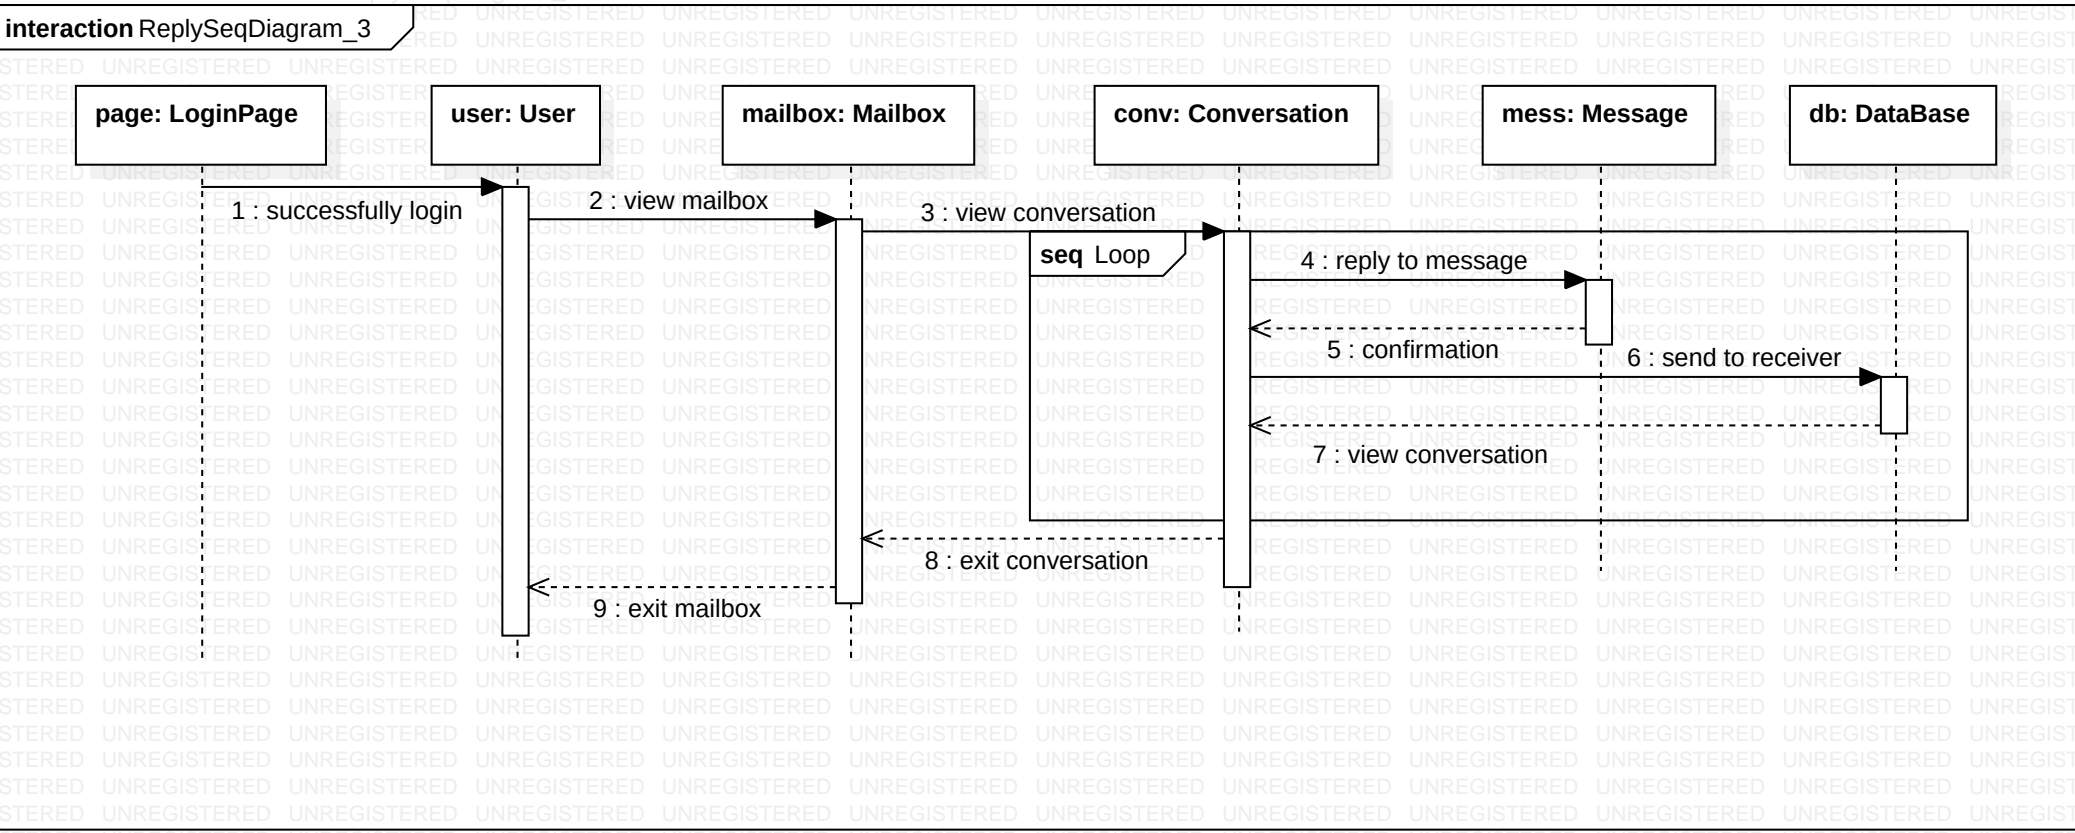 interaction ReplySeqDiagram_3
page: LoginPage
user: User
mailbox: Mailbox
conv: Conversation
mess: Message
db: DataBase
1 : successfully login
2 : view mailbox
3 : view conversation
seq Loop
4 : reply to message
5 : confirmation
6 : send to receiver
7 : view conversation
8 : exit conversation
9 : exit mailbox
UNREGISTERED